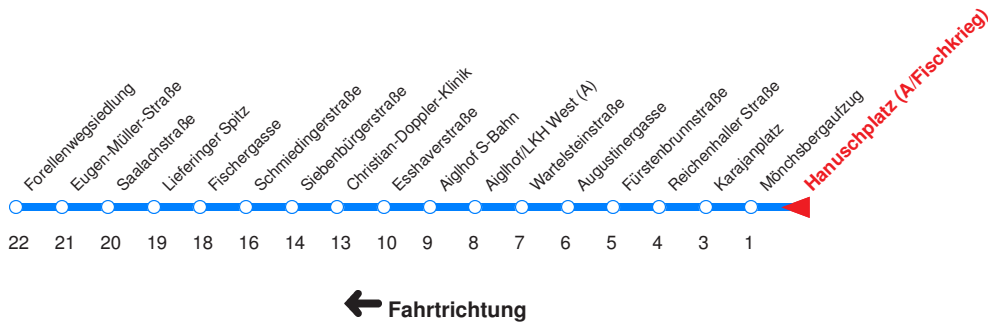 Forellenwegsiedlung
Eugen-Müller-Straße
Saalachstraße
Lieferinger Spitz
Fischergasse
Schmiedingerstraße
Siebenbürgerstraße
Christian-Doppler-Klinik
Esshaverstraße
Aiglhof S-Bahn
Aiglhof/LKH West (A)
Wartelsteinstraße
Augustinergasse
Fürstenbrunnstraße
Reichenhaller Straße
Karajanplatz
Mönchsbergaufzug
Hanuschplatz (A/Fischkrieg)
22 21 20 19 18 16 14 13 10 9 8 7 6 5 4 3 1
Fahrtrichtung